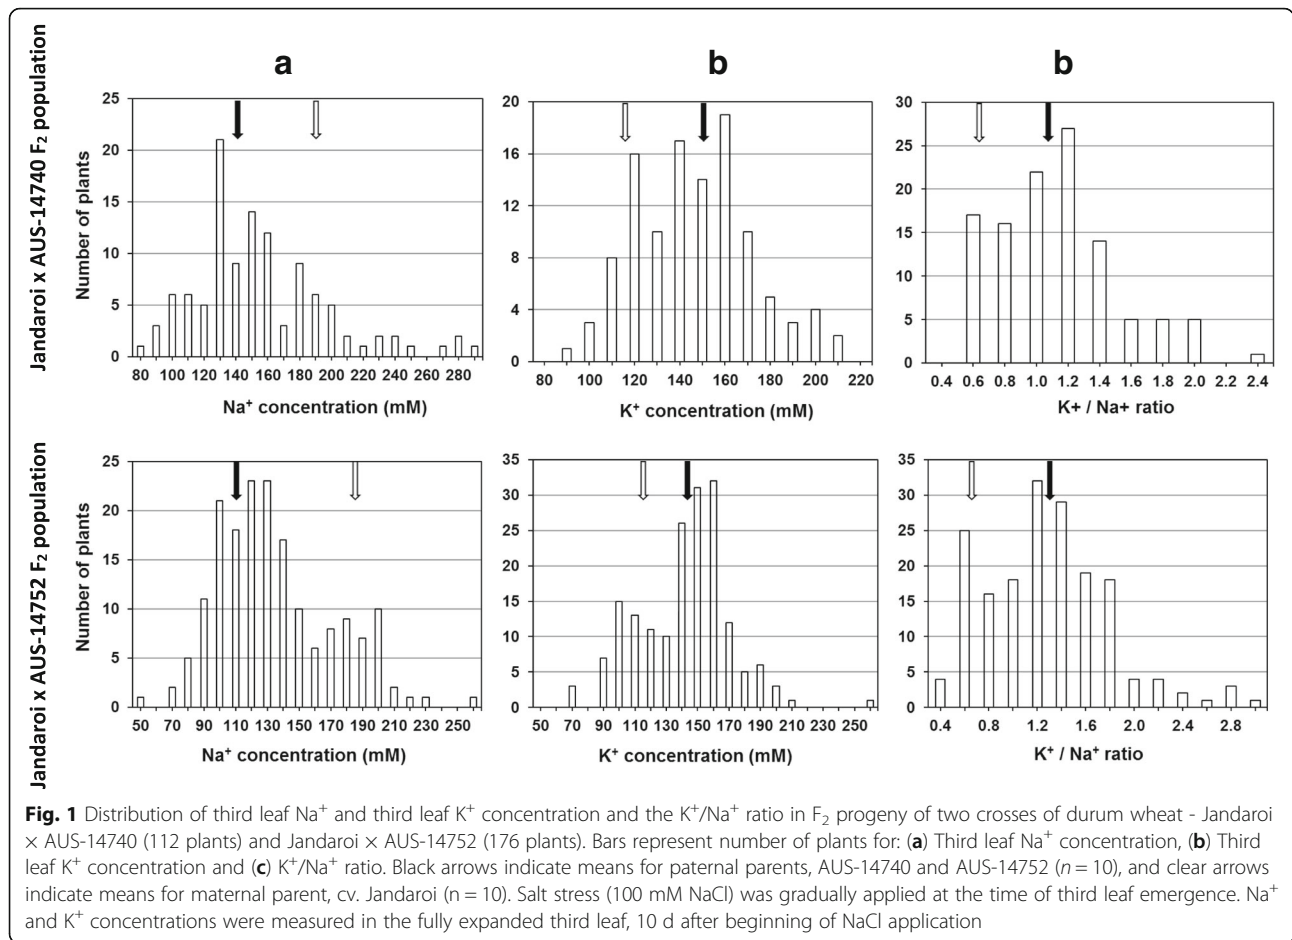 a
b
b
Jandaroi x AUS-14740 F₂ population
Number of plants
25
20
15
10
5
0
80 100 120 140 160 180 200 220 240 260 280
Na⁺ concentration (mM)
20
16
12
8
4
0
80 100 120 140 160 180 200 220
K⁺ concentration (mM)
30
25
20
15
10
5
0
0.4 0.6 0.8 1.0 1.2 1.4 1.6 1.8 2.0 2.2 2.4
K+ / Na+ ratio
Jandaroi x AUS-14752 F₂ population
Number of plants
25
20
15
10
5
0
50 70 90 110 130 150 170 190 210 230 260
Na⁺ concentration (mM)
35
30
25
20
15
10
5
0
50 70 90 110 130 150 170 190 210 230 260
K⁺ concentration (mM)
35
30
25
20
15
10
5
0
0.4 0.8 1.2 1.6 2.0 2.4 2.8
K⁺ / Na⁺ ratio
Fig. 1 Distribution of third leaf Na⁺ and third leaf K⁺ concentration and the K⁺/Na⁺ ratio in F₂ progeny of two crosses of durum wheat - Jandaroi
× AUS-14740 (112 plants) and Jandaroi × AUS-14752 (176 plants). Bars represent number of plants for: (a) Third leaf Na⁺ concentration, (b) Third
leaf K⁺ concentration and (c) K⁺/Na⁺ ratio. Black arrows indicate means for paternal parents, AUS-14740 and AUS-14752 (n = 10), and clear arrows
indicate means for maternal parent, cv. Jandaroi (n = 10). Salt stress (100 mM NaCl) was gradually applied at the time of third leaf emergence. Na⁺
and K⁺ concentrations were measured in the fully expanded third leaf, 10 d after beginning of NaCl application